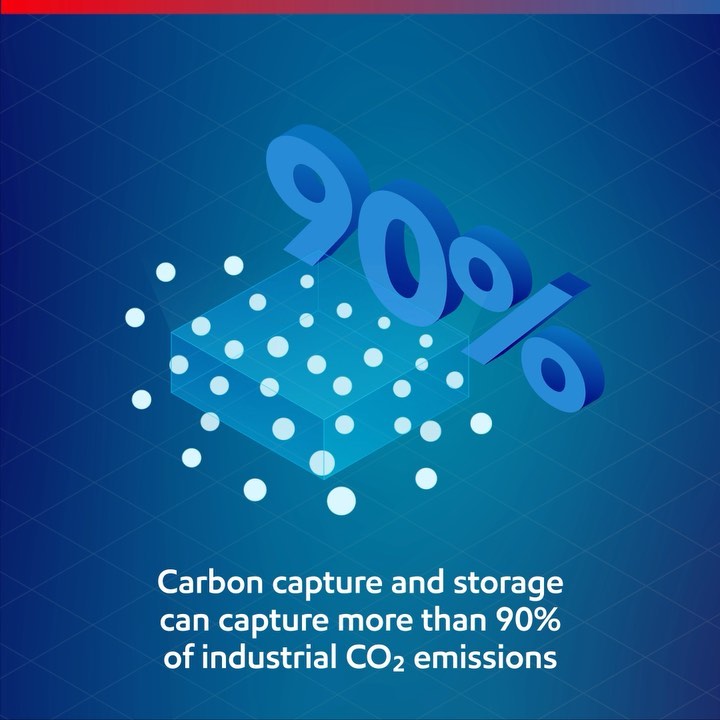 90%
Carbon capture and storage
can capture more than 90%
of industrial CO₂ emissions